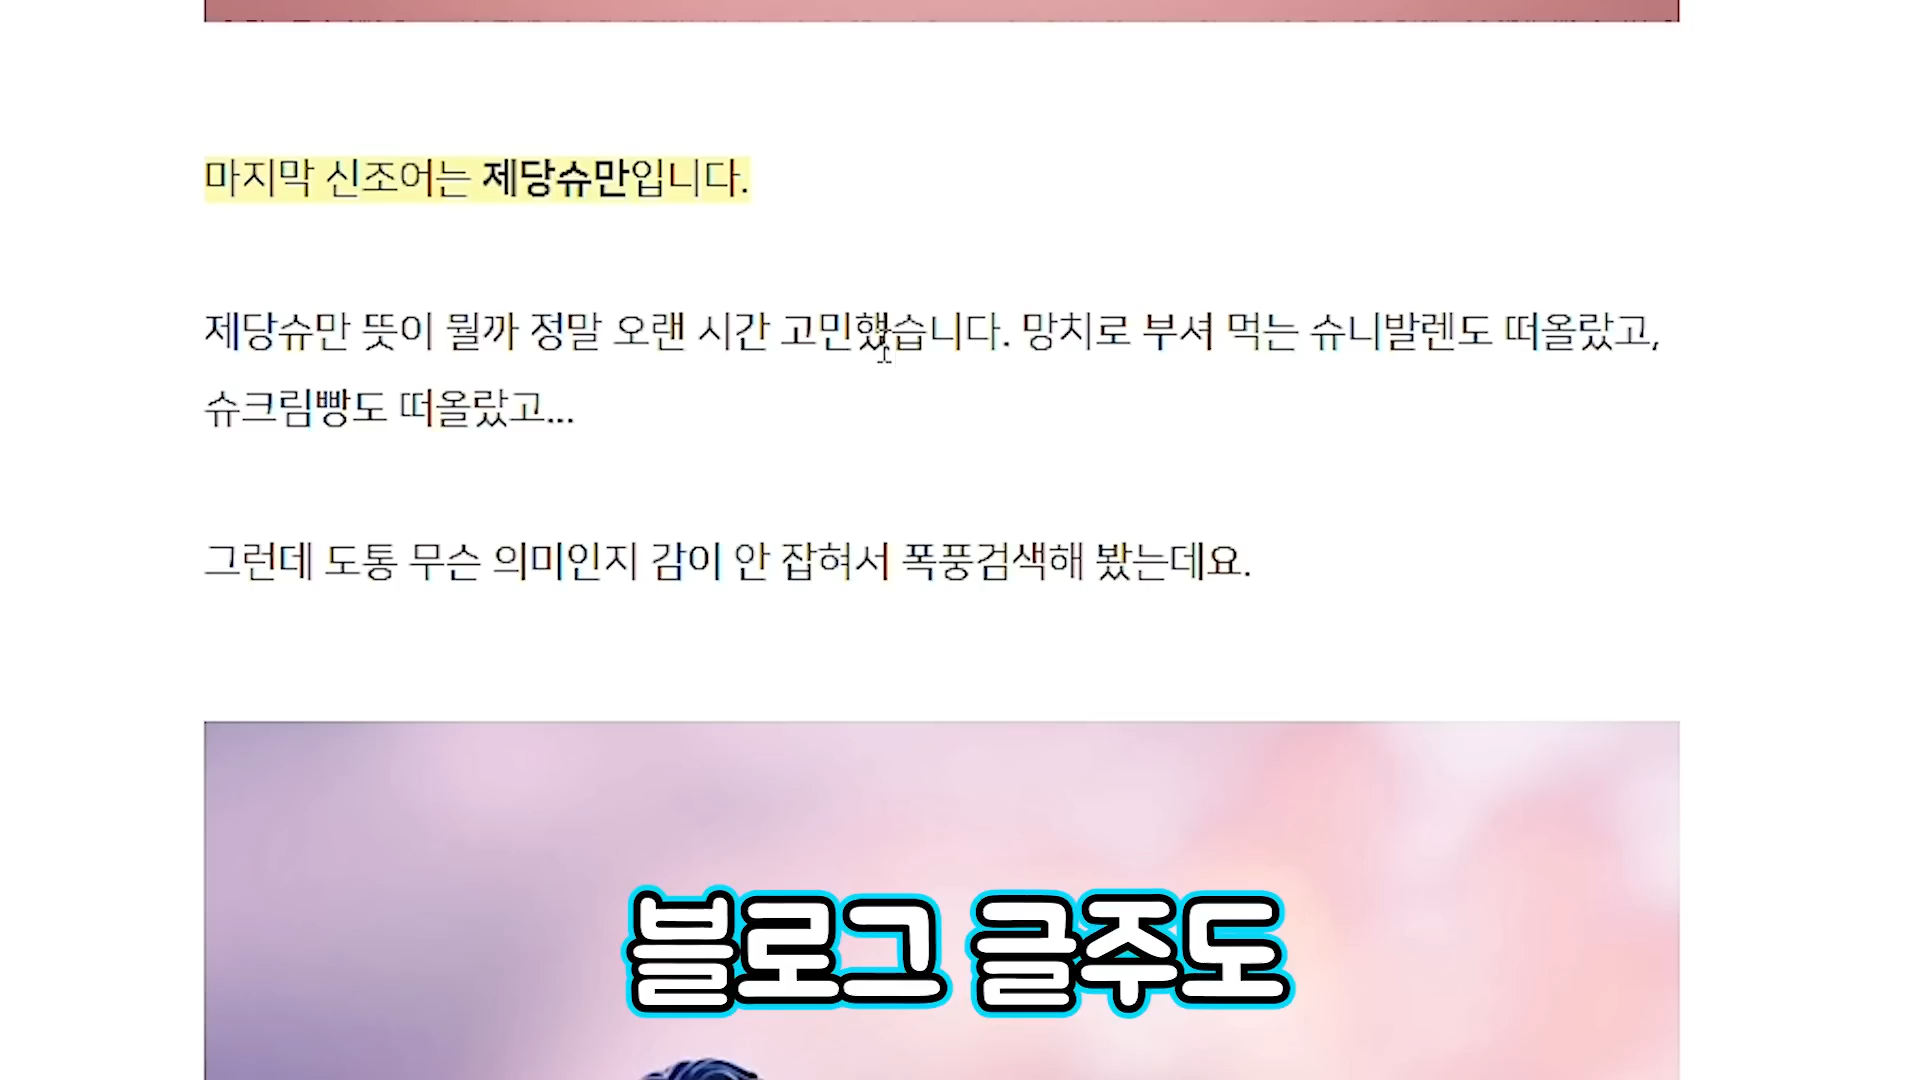 마지막 신조어는 제당슈만입니다.
제당슈만 뜻이 뭘까 정말 오랜 시간 고민했습니다. 망치로 부셔 먹는 슈니발렌도 떠올랐고,
슈크림빵도 떠올랐고...
그런데 도통 무슨 의미인지 감이 안 잡혀서 폭풍검색해 봤는데요.
블로그 글주도